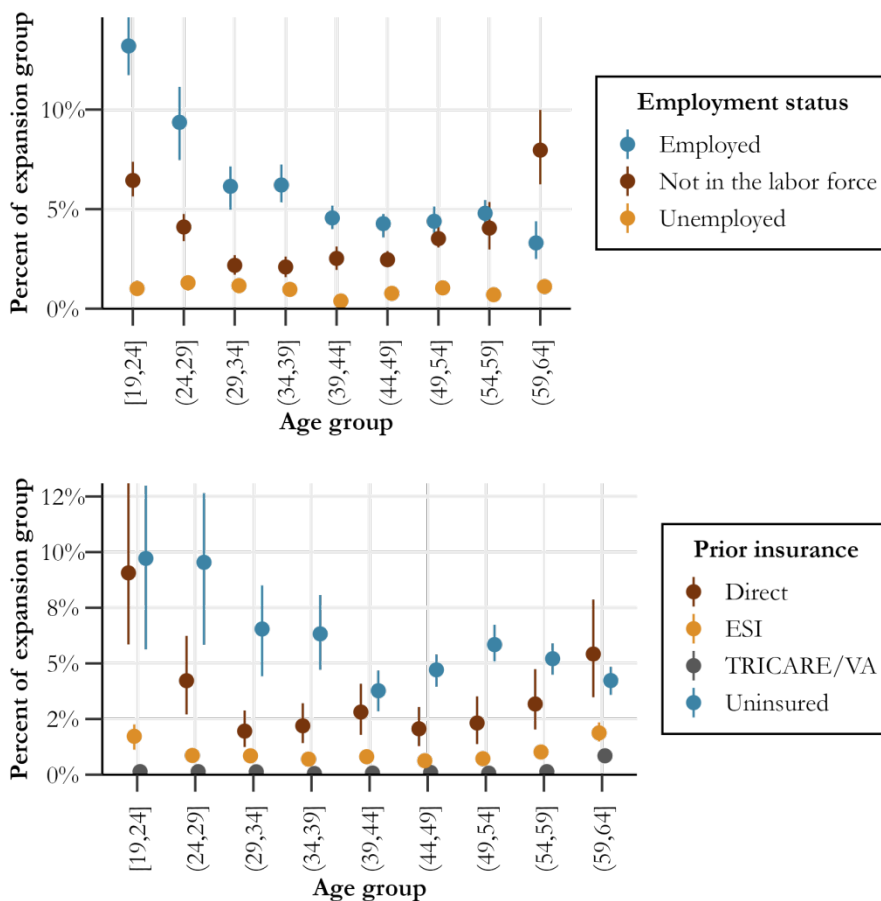 Percent of expansion group
10%
5%
0%
[19,24]
(24,29]
(29,34]
(34,39]
(39,44]
(44,49]
(49,54]
(54,59]
(59,64]
Age group
Employment status
Employed
Not in the labor force
Unemployed
Percent of expansion group
12%
10%
8%
5%
2%
0%
[19,24]
(24,29]
(29,34]
(34,39]
(39,44]
(44,49]
(49,54]
(54,59]
(59,64]
Age group
Prior insurance
Direct
ESI
TRICARE/VA
Uninsured